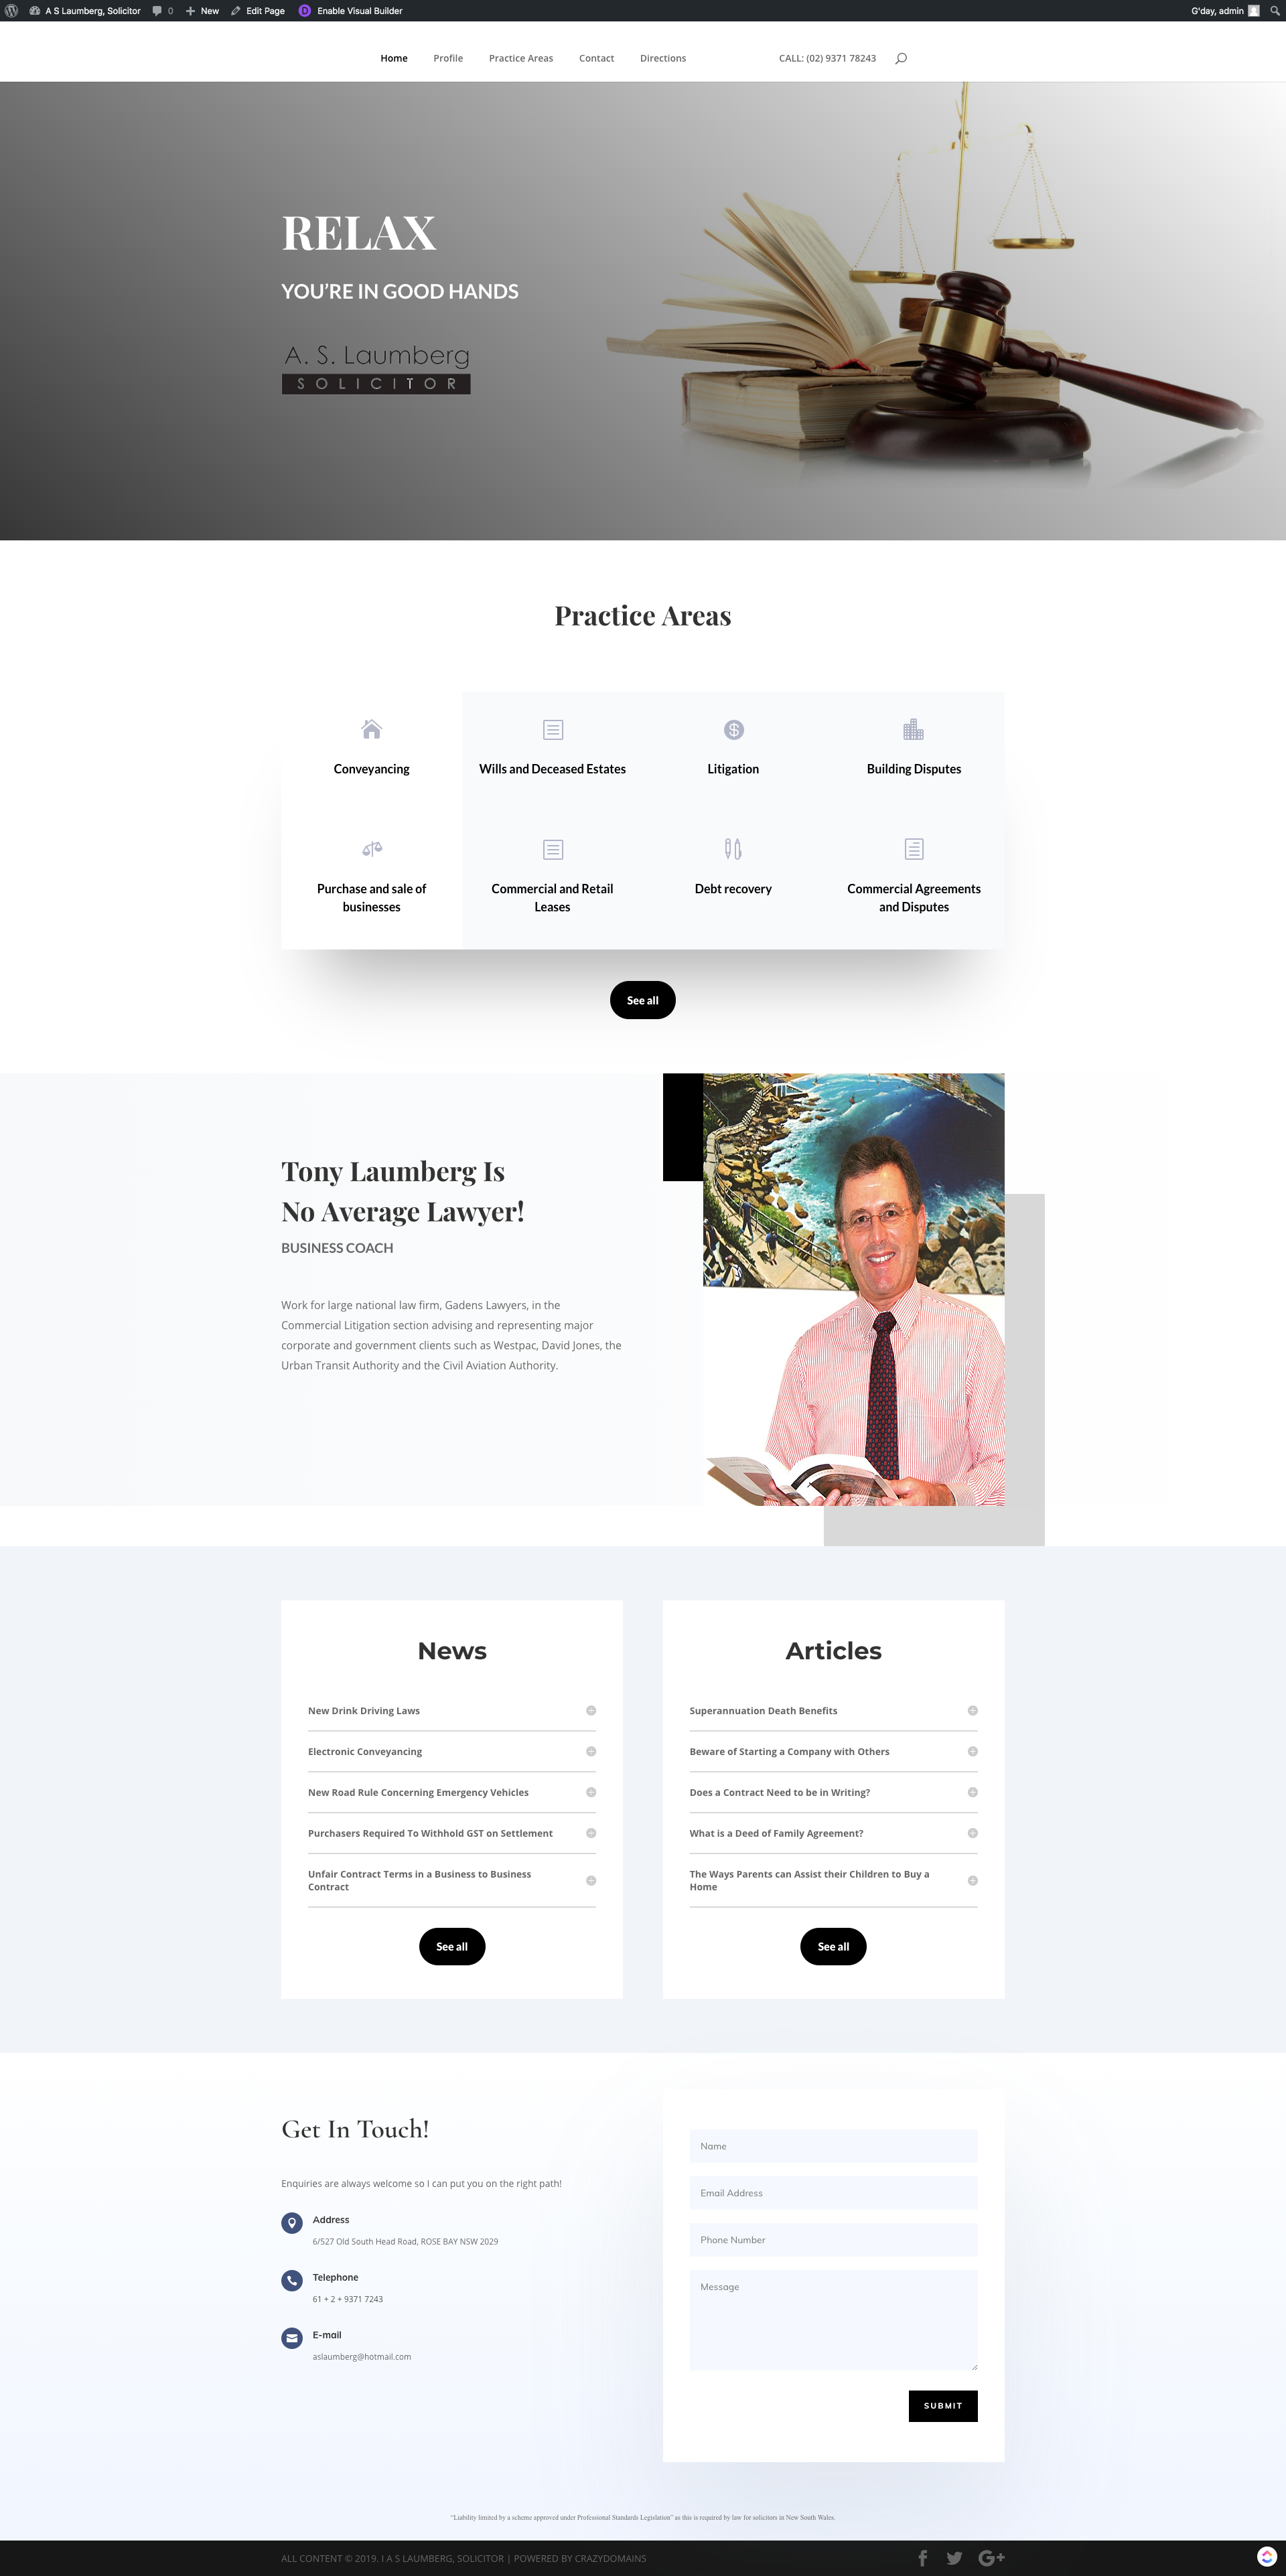 A S Laumberg, Solicitor 0 New Edit Page Enable Visual Builder G'day, admin
Home Profile Practice Areas Contact Directions CALL: (02) 9371 78243
RELAX
YOU'RE IN GOOD HANDS
A. S. Laumberg
SOLICITOR
Practice Areas
Conveyancing
Wills and Deceased Estates
Litigation
Building Disputes
Purchase and sale of
businesses
Commercial and Retail
Leases
Debt recovery
Commercial Agreements
and Disputes
See all
Tony Laumberg Is
No Average Lawyer!
BUSINESS COACH
Work for large national law firm, Gadens Lawyers, in the
Commercial Litigation section advising and representing major
corporate and government clients such as Westpac, David Jones, the
Urban Transit Authority and the Civil Aviation Authority.
News
New Drink Driving Laws
Electronic Conveyancing
New Road Rule Concerning Emergency Vehicles
Purchasers Required To Withhold GST on Settlement
Unfair Contract Terms in a Business to Business
Contract
See all
Articles
Superannuation Death Benefits
Beware of Starting a Company with Others
Does a Contract Need to be in Writing?
What is a Deed of Family Agreement?
The Ways Parents can Assist their Children to Buy a
Home
See all
Get In Touch!
Enquiries are always welcome so I can put you on the right path!
Address
6/527 Old South Head Road, ROSE BAY NSW 2029
Telephone
61 + 2 + 9371 7243
E-mail
aslaumberg@hotmail.com
Name
Email Address
Phone Number
Message
SUBMIT
"Liability limited by a scheme approved under Professional Standards Legislation" as this is required by law for solicitors in New South Wales.
ALL CONTENT © 2019. I A S LAUMBERG, SOLICITOR | POWERED BY CRAZYDOMAINS